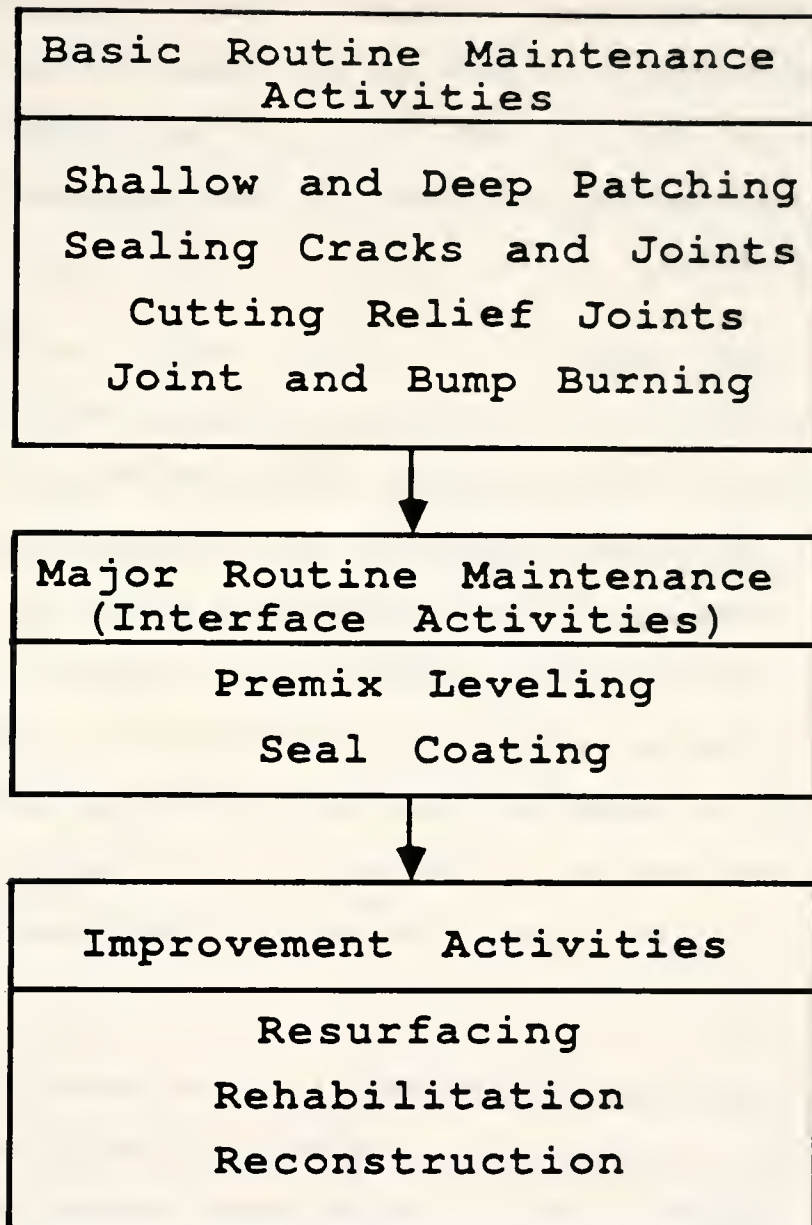 Basic Routine Maintenance
Activities
Shallow and Deep Patching
Sealing Cracks and Joints
Cutting Relief Joints
Joint and Bump Burning
Major Routine Maintenance
(Interface Activities)
Premix Leveling
Seal Coating
Improvement Activities
Resurfacing
Rehabilitation
Reconstruction